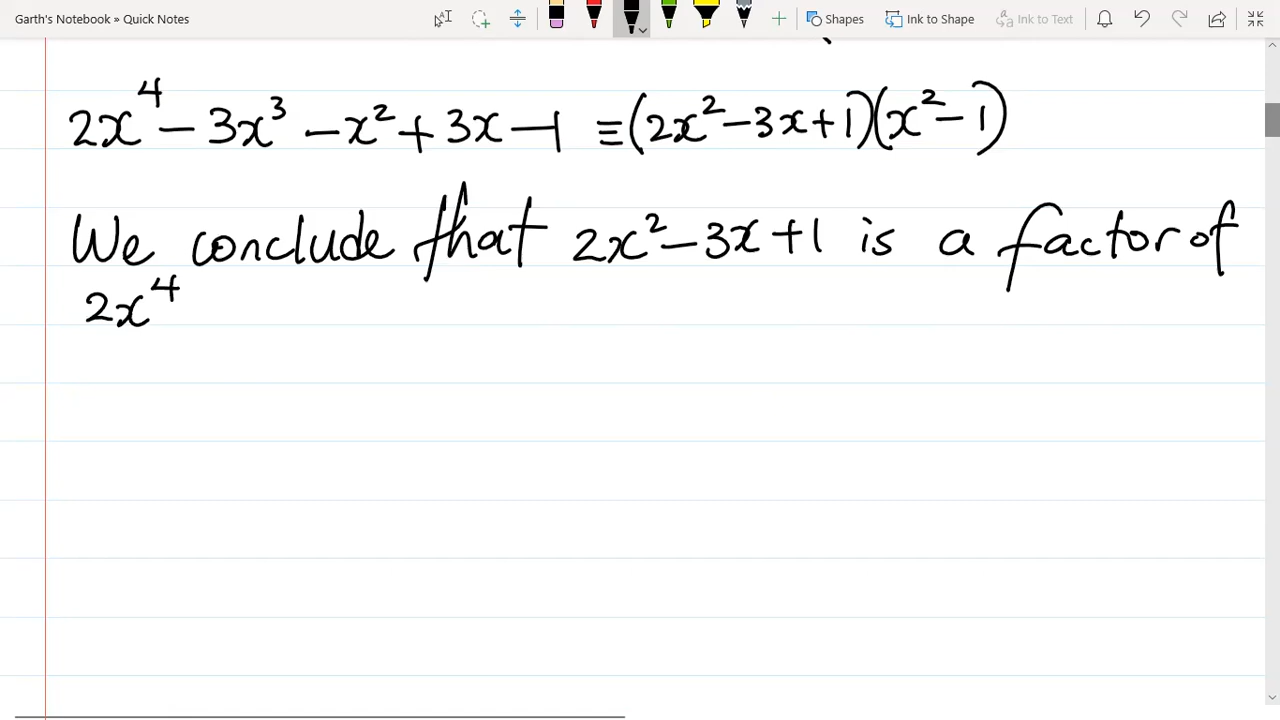 Garth's Notebook » Quick Notes
Shapes
Ink to Shape
Ink to Text
2x⁴ − 3x³ − x² + 3x − 1 ≡ (2x² − 3x + 1)(x² − 1)
We conclude that 2x² − 3x + 1 is a factor of
2x⁴